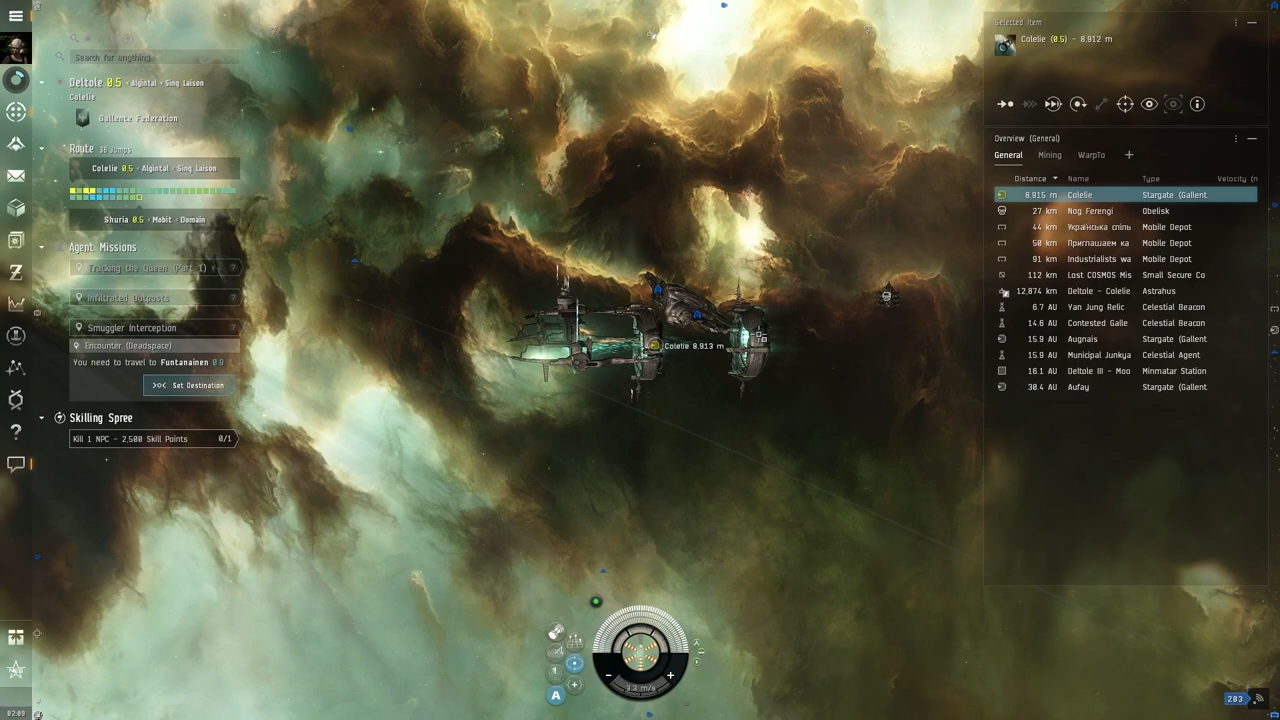 Search for anything
Deltole 0.5 ‹ Algintal ‹ Sing Laison
Colelie
Gallente Federation
Route 36 Jumps
Colelie 0.5 ‹ Algintal ‹ Sing Laison
Shuria 0.5 ‹ Mobit ‹ Domain
Agent Missions
Tracking the Queen (Part 1)
Infiltrated Outposts
Smuggler Interception
Encounter (Deadspace)
You need to travel to Funtanainen 0.9
Set Destination
Skilling Spree
Kill 1 NPC - 2,500 Skill Points 0/1
02:09
Colelie 8,913 m
3.3 m/s
A
Selected Item
Colelie (0.5) - 8,912 m
Overview (General)
General Mining WarpTo +
Distance Name Type Velocity (m
8,915 m Colelie Stargate (Gallent
27 km Nog Ferengi Obelisk
44 km Українська спіль Mobile Depot
50 km Приглашаем ка Mobile Depot
91 km Industrialists wa Mobile Depot
112 km Lost COSMOS Mis Small Secure Co
12,874 km Deltole - Colelie Astrahus
6.7 AU Yan Jung Relic Celestial Beacon
14.6 AU Contested Galle Celestial Beacon
15.9 AU Augnais Stargate (Gallent
15.9 AU Municipal Junkya Celestial Agent
16.1 AU Deltole III - Moo Minmatar Station
30.4 AU Aufay Stargate (Gallent
203